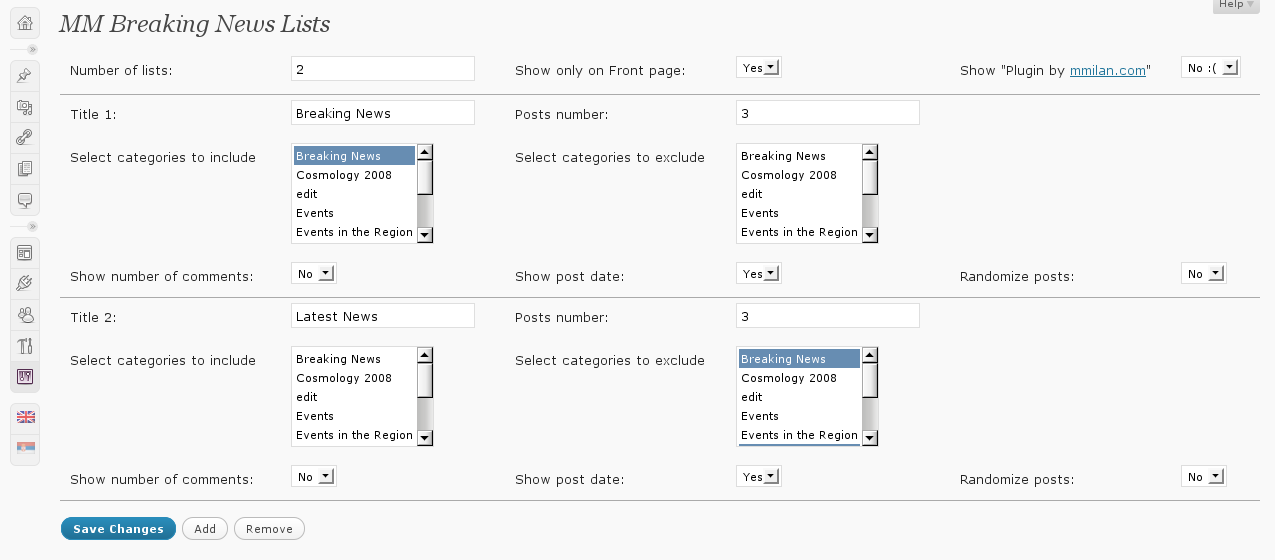 Help
MM Breaking News Lists
Number of lists: 2 Show only on Front page: Yes Show "Plugin by mmilan.com" No :(
Title 1: Breaking News Posts number: 3
Select categories to include Breaking News Select categories to exclude Breaking News
Cosmology 2008 Cosmology 2008
edit edit
Events Events
Events in the Region Events in the Region
Show number of comments: No Show post date: Yes Randomize posts: No
Title 2: Latest News Posts number: 3
Select categories to include Breaking News Select categories to exclude Breaking News
Cosmology 2008 Cosmology 2008
edit edit
Events Events
Events in the Region Events in the Region
Show number of comments: No Show post date: Yes Randomize posts: No
Save Changes Add Remove